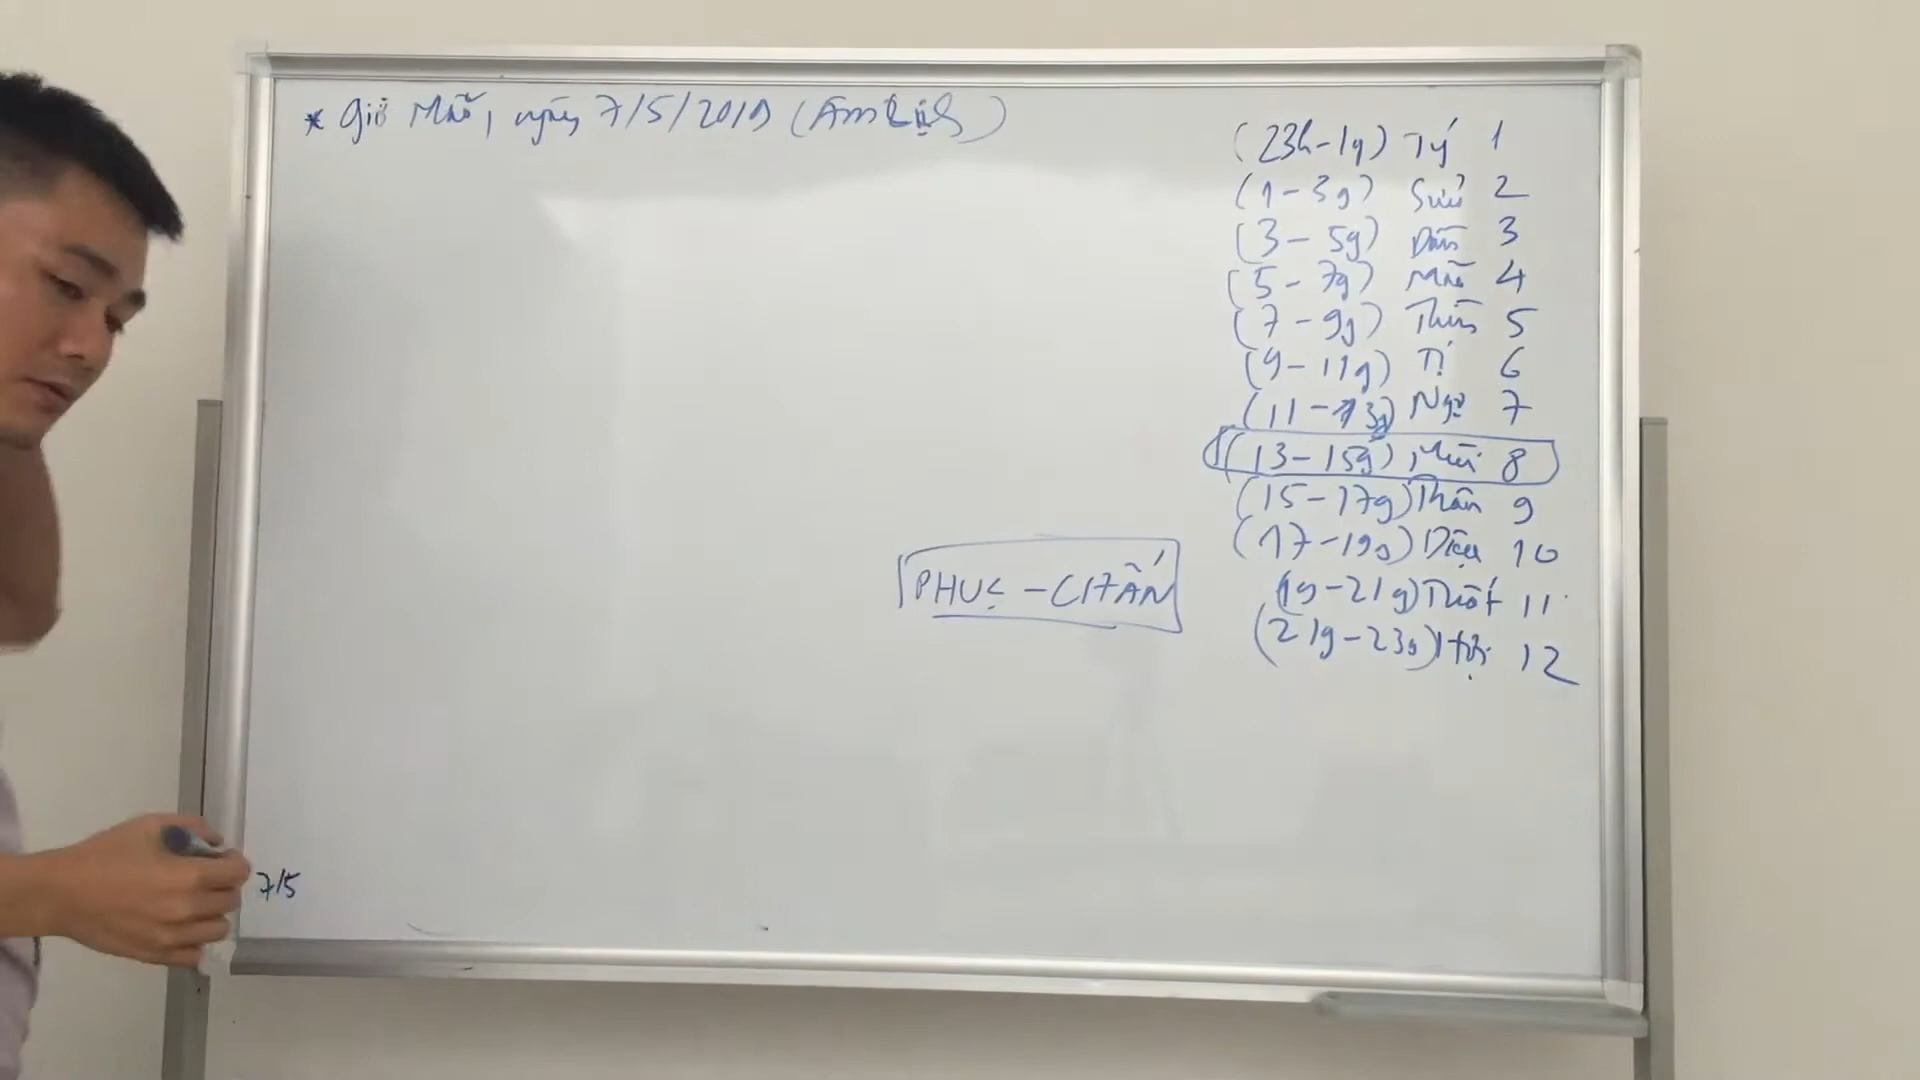 * Giờ Mão, ngày 7/5/2019 (Âm Lịch)
(23h-1g) Tý 1
(1-3g) Sửu 2
(3-5g) Dần 3
(5-7g) Mão 4
(7-9g) Thìn 5
(9-11g) Tị 6
(11-13g) Ngọ 7
(13-15g) Mùi 8
(15-17g) Thân 9
(17-19g) Dậu 10
(19-21g) Tuất 11
(21g-23g) Hợi 12
PHỤC - CHẤN
7/5